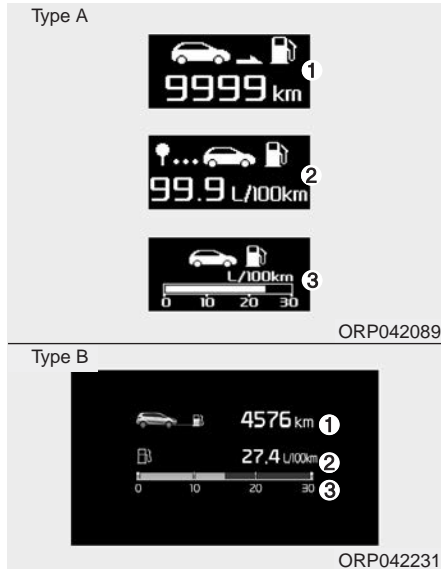 Type A
1
9999 km
2
99.9 L/100km
L/100km
3
0 10 20 30
ORP042089
Type B
4576 km 1
27.4 L/100km 2
0 10 20 30 3
ORP042231